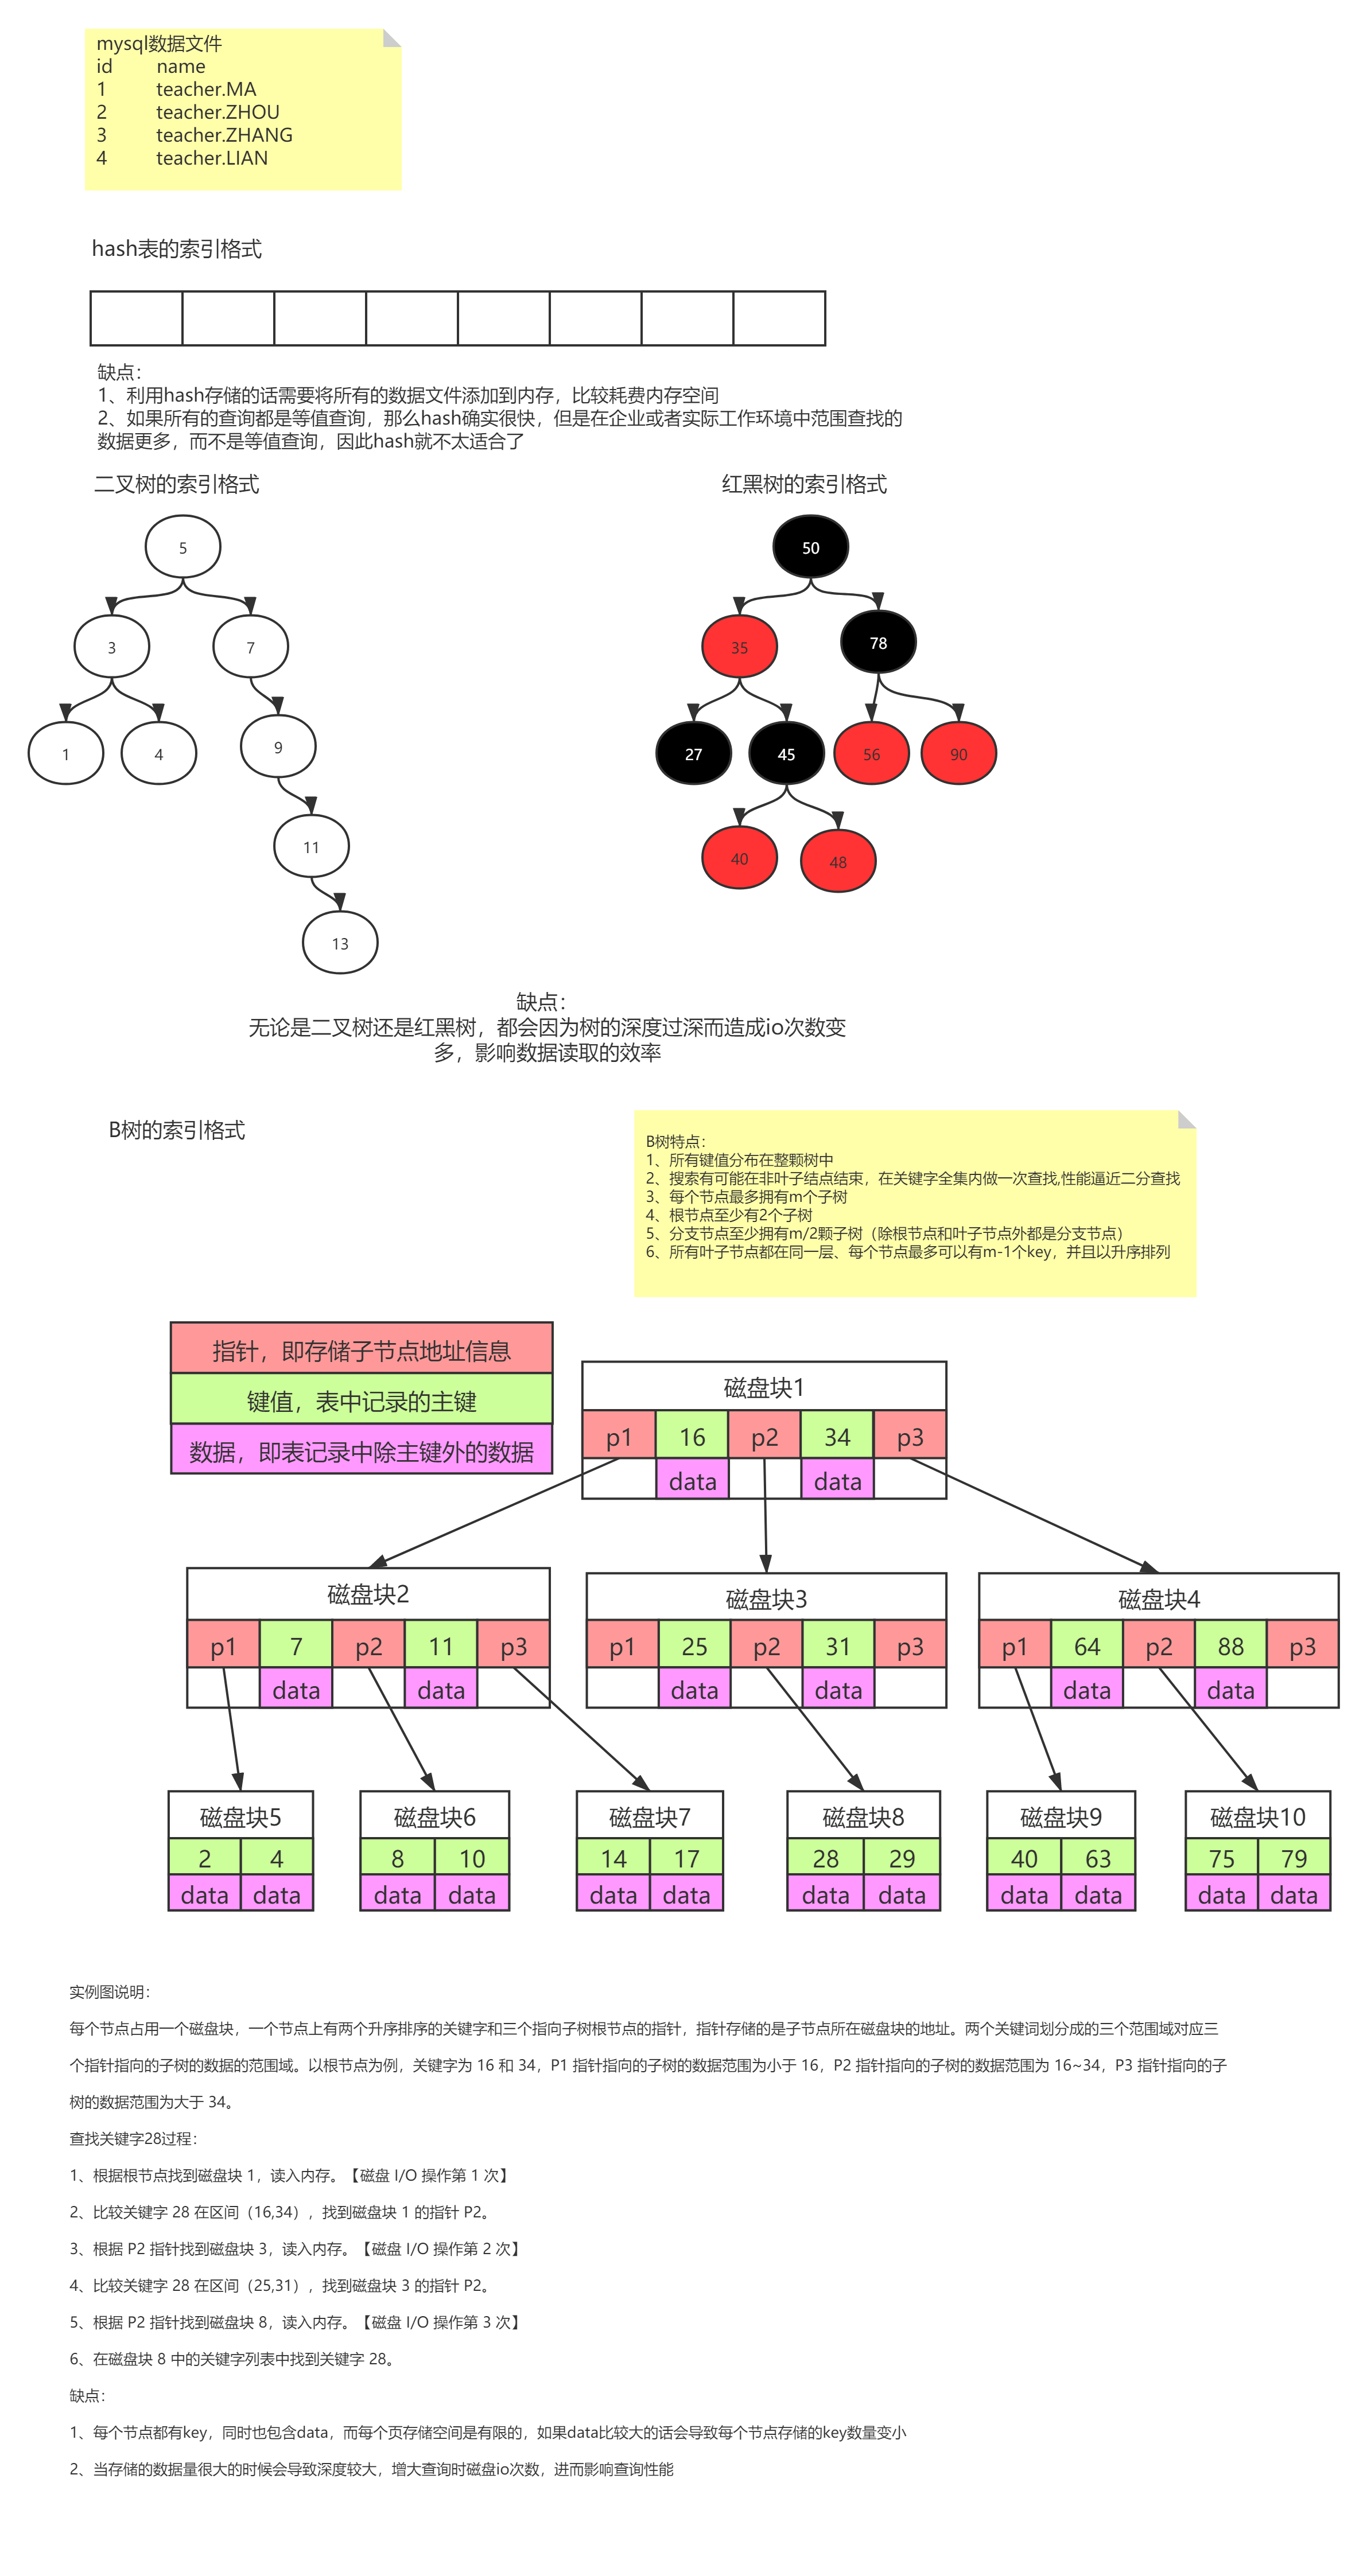 mysql数据文件
id name
1 teacher.MA
2 teacher.ZHOU
3 teacher.ZHANG
4 teacher.LIAN
hash表的索引格式
缺点：
1、利用hash存储的话需要将所有的数据文件添加到内存，比较耗费内存空间
2、如果所有的查询都是等值查询，那么hash确实很快，但是在企业或者实际工作环境中范围查找的
数据更多，而不是等值查询，因此hash就不太适合了
二叉树的索引格式
红黑树的索引格式
5
3 7
1 4 9
11
13
50
35 78
27 45 56 90
40 48
缺点：
无论是二叉树还是红黑树，都会因为树的深度过深而造成io次数变
多，影响数据读取的效率
B树的索引格式
B树特点：
1、所有键值分布在整颗树中
2、搜索有可能在非叶子结点结束，在关键字全集内做一次查找,性能逼近二分查找
3、每个节点最多拥有m个子树
4、根节点至少有2个子树
5、分支节点至少拥有m/2颗子树（除根节点和叶子节点外都是分支节点）
6、所有叶子节点都在同一层、每个节点最多可以有m-1个key，并且以升序排列
指针，即存储子节点地址信息
键值，表中记录的主键
数据，即表记录中除主键外的数据
磁盘块1
p1 16 p2 34 p3
data data
磁盘块2
p1 7 p2 11 p3
data data
磁盘块3
p1 25 p2 31 p3
data data
磁盘块4
p1 64 p2 88 p3
data data
磁盘块5
2 4
data data
磁盘块6
8 10
data data
磁盘块7
14 17
data data
磁盘块8
28 29
data data
磁盘块9
40 63
data data
磁盘块10
75 79
data data
实例图说明：
每个节点占用一个磁盘块，一个节点上有两个升序排序的关键字和三个指向子树根节点的指针，指针存储的是子节点所在磁盘块的地址。两个关键词划分成的三个范围域对应三
个指针指向的子树的数据的范围域。以根节点为例，关键字为 16 和 34，P1 指针指向的子树的数据范围为小于 16，P2 指针指向的子树的数据范围为 16~34，P3 指针指向的子
树的数据范围为大于 34。
查找关键字28过程：
1、根据根节点找到磁盘块 1，读入内存。【磁盘 I/O 操作第 1 次】
2、比较关键字 28 在区间（16,34），找到磁盘块 1 的指针 P2。
3、根据 P2 指针找到磁盘块 3，读入内存。【磁盘 I/O 操作第 2 次】
4、比较关键字 28 在区间（25,31），找到磁盘块 3 的指针 P2。
5、根据 P2 指针找到磁盘块 8，读入内存。【磁盘 I/O 操作第 3 次】
6、在磁盘块 8 中的关键字列表中找到关键字 28。
缺点：
1、每个节点都有key，同时也包含data，而每个页存储空间是有限的，如果data比较大的话会导致每个节点存储的key数量变小
2、当存储的数据量很大的时候会导致深度较大，增大查询时磁盘io次数，进而影响查询性能